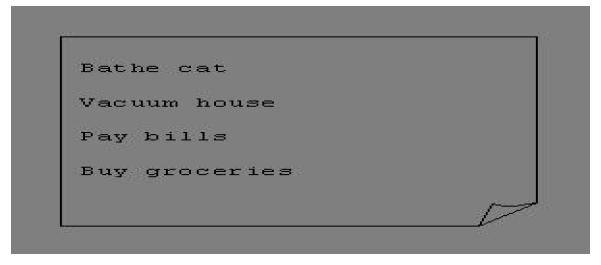 Bathe cat
Vacuum house
Pay bills
Buy groceries